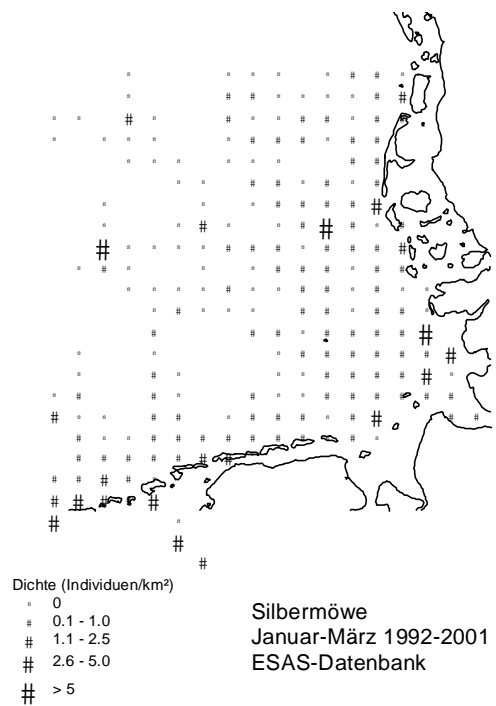 Dichte (Individuen/km²)
0
# 0.1 - 1.0
# 1.1 - 2.5
# 2.6 - 5.0
# > 5
Silbermöwe
Januar-März 1992-2001
ESAS-Datenbank